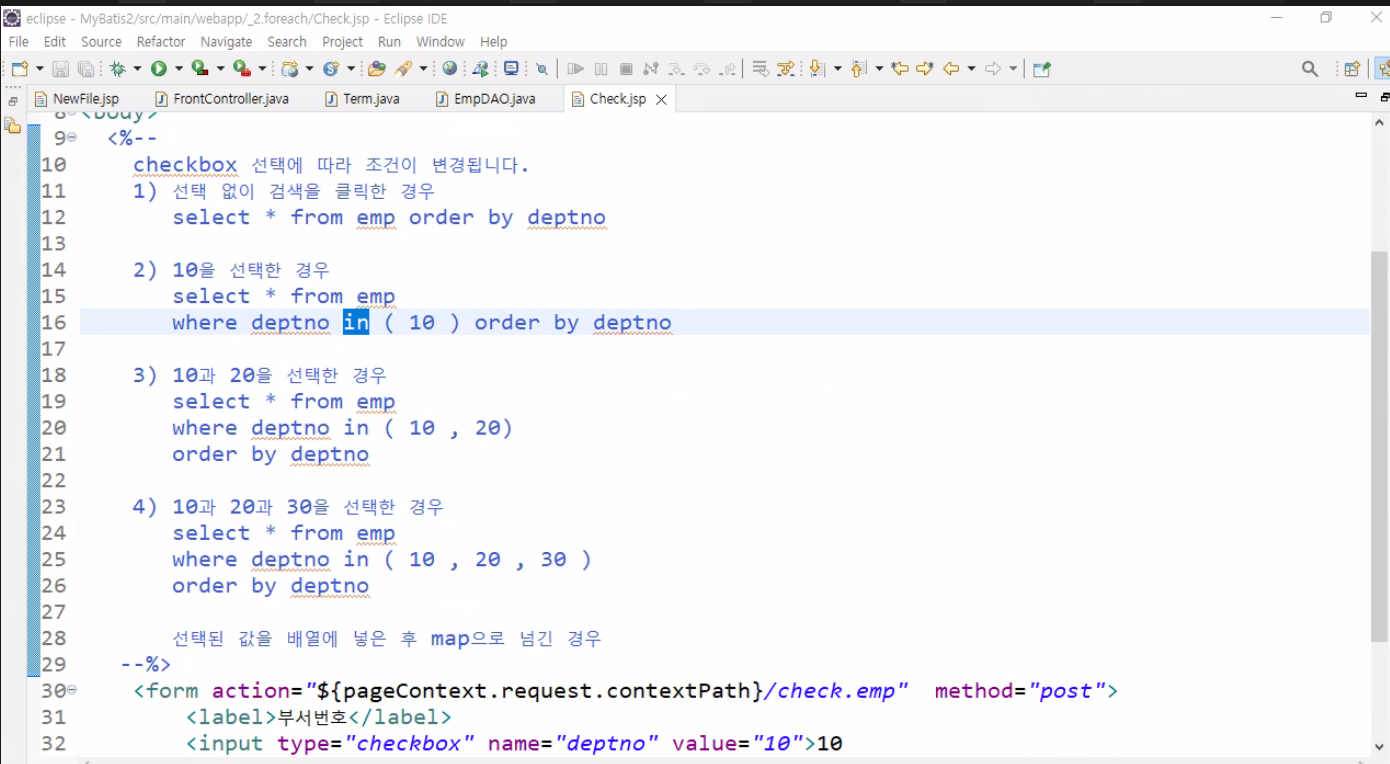 eclipse - MyBatis2/src/main/webapp/_2.foreach/Check.jsp - Eclipse IDE
File Edit Source Refactor Navigate Search Project Run Window Help
NewFile.jsp FrontController.java Term.java EmpDAO.java Check.jsp
8 <body>
9 <%--
10 checkbox 선택에 따라 조건이 변경됩니다.
11 1) 선택 없이 검색을 클릭한 경우
12 select * from emp order by deptno
13
14 2) 10을 선택한 경우
15 select * from emp
16 where deptno in ( 10 ) order by deptno
17
18 3) 10과 20을 선택한 경우
19 select * from emp
20 where deptno in ( 10 , 20)
21 order by deptno
22
23 4) 10과 20과 30을 선택한 경우
24 select * from emp
25 where deptno in ( 10 , 20 , 30 )
26 order by deptno
27
28 선택된 값을 배열에 넣은 후 map으로 넘긴 경우
29 --%>
30 <form action="${pageContext.request.contextPath}/check.emp" method="post">
31 <label>부서번호</label>
32 <input type="checkbox" name="deptno" value="10">10